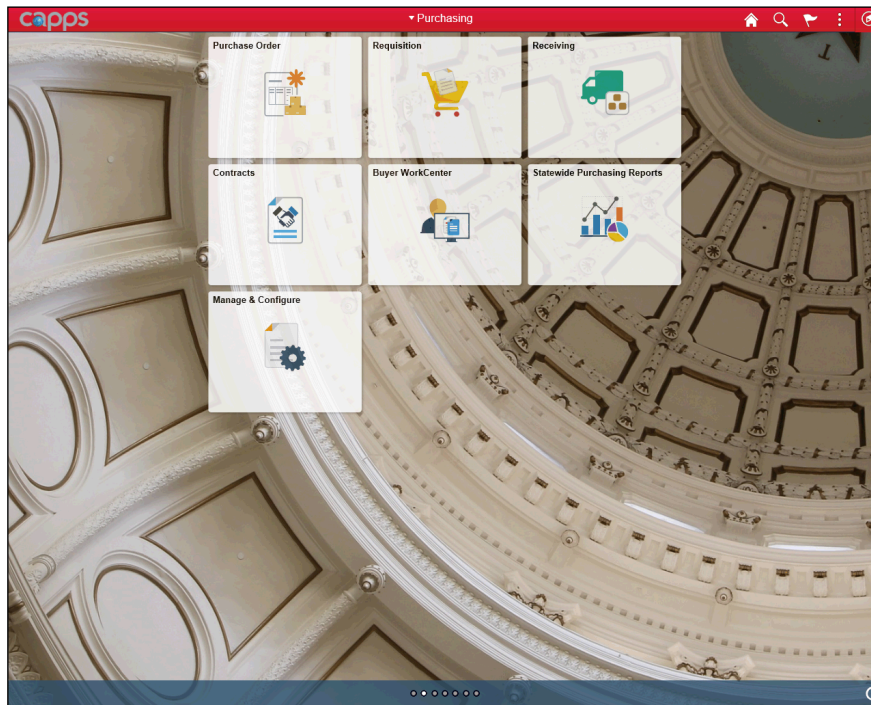 capps
Purchasing
Purchase Order
Requisition
Receiving
Contracts
Buyer WorkCenter
Statewide Purchasing Reports
Manage & Configure